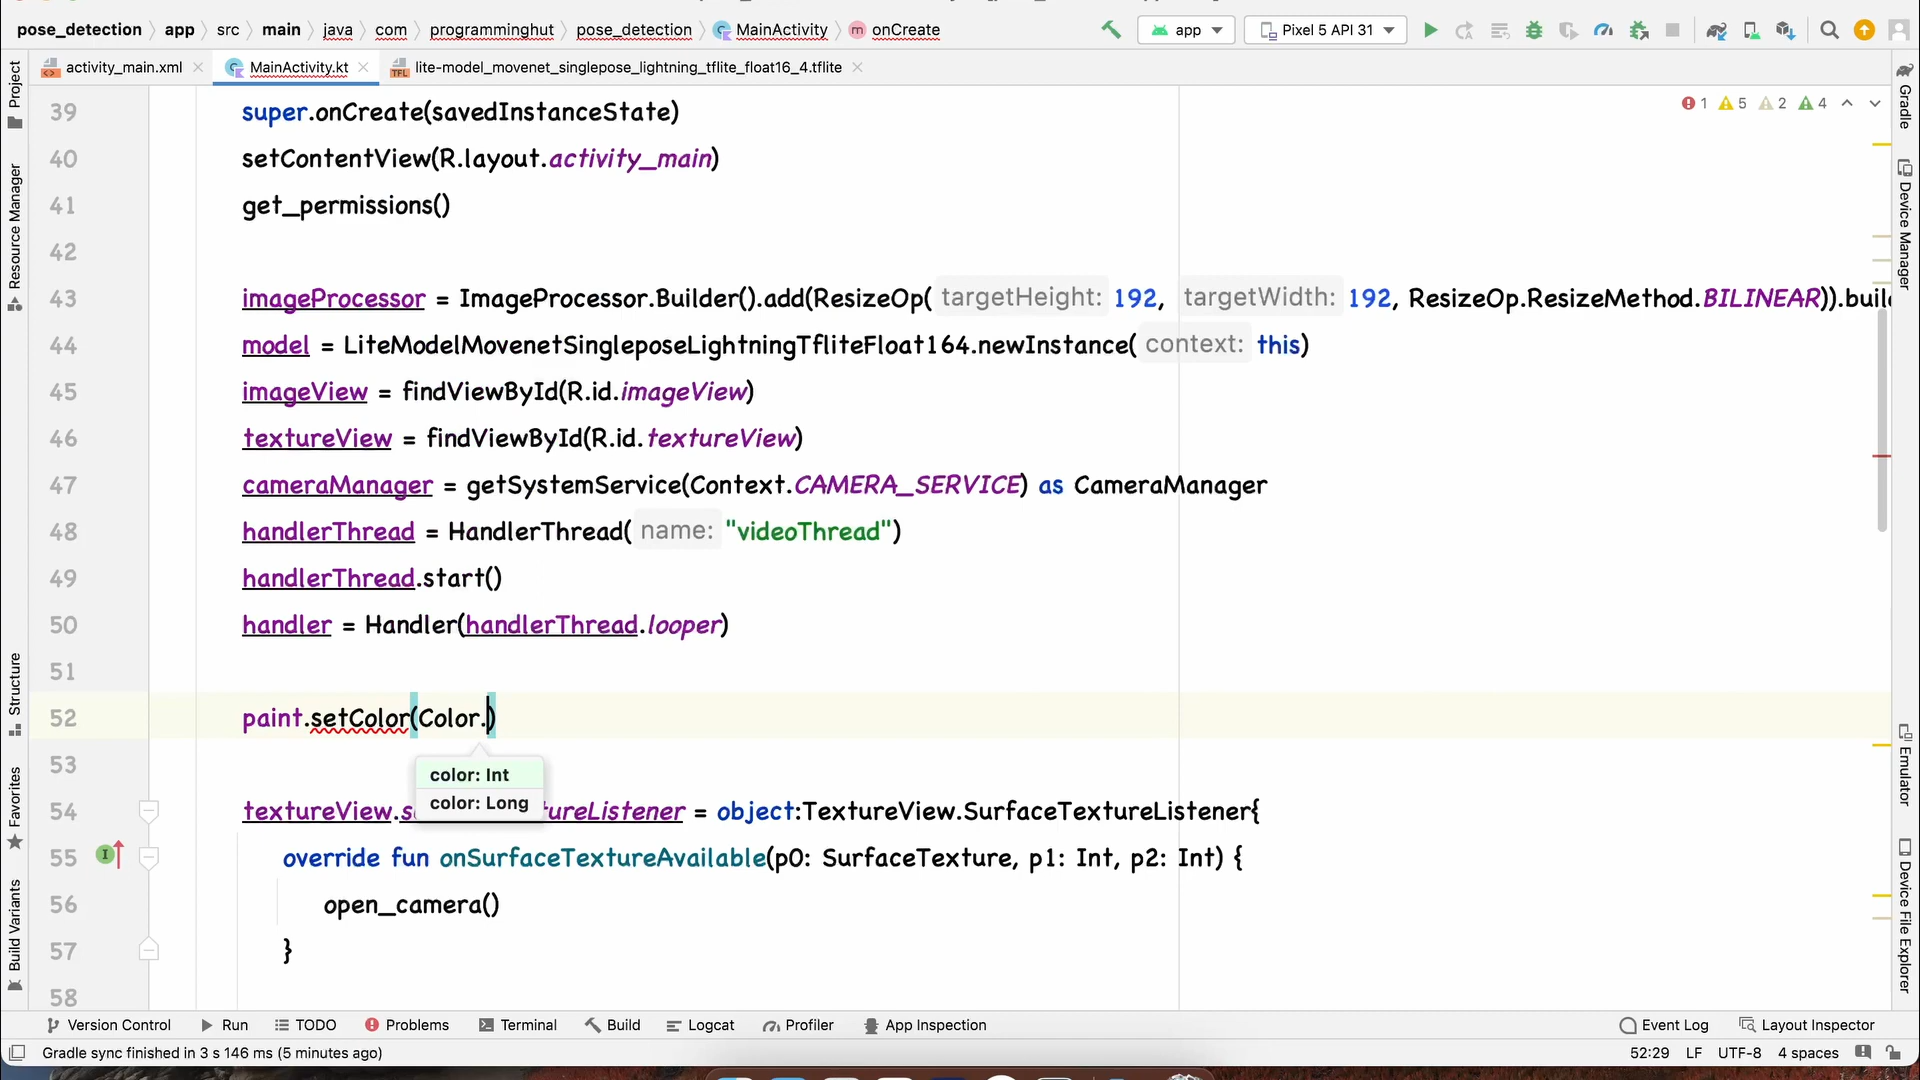 pose_detection app src main java com programminghut pose_detection MainActivity onCreate app Pixel 5 API 31
activity_main.xml MainActivity.kt lite-model_movenet_singlepose_lightning_tflite_float16_4.tflite
1 5 2 4
39 super.onCreate(savedInstanceState)
40 setContentView(R.layout.activity_main)
41 get_permissions()
42
43 imageProcessor = ImageProcessor.Builder().add(ResizeOp( targetHeight: 192, targetWidth: 192, ResizeOp.ResizeMethod.BILINEAR)).buil
44 model = LiteModelMovenetSingleposeLightningTfliteFloat164.newInstance( context: this)
45 imageView = findViewById(R.id.imageView)
46 textureView = findViewById(R.id.textureView)
47 cameraManager = getSystemService(Context.CAMERA_SERVICE) as CameraManager
48 handlerThread = HandlerThread( name: "videoThread")
49 handlerThread.start()
50 handler = Handler(handlerThread.looper)
51
52 paint.setColor(Color.)
53
color: Int
color: Long
54 textureView.s tureListener = object:TextureView.SurfaceTextureListener{
55 override fun onSurfaceTextureAvailable(p0: SurfaceTexture, p1: Int, p2: Int) {
56 open_camera()
57 }
58
Project
Resource Manager
Structure
Favorites
Build Variants
Gradle
Device Manager
Emulator
Device File Explorer
Version Control Run TODO Problems Terminal Build Logcat Profiler App Inspection Event Log Layout Inspector
Gradle sync finished in 3 s 146 ms (5 minutes ago) 52:29 LF UTF-8 4 spaces